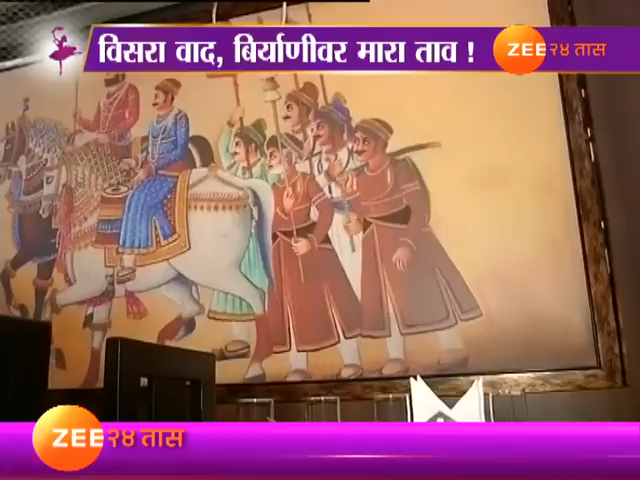 विसरा वाद, बिर्याणीवर मारा ताव !
ZEE २४ तास
ZEE २४ तास